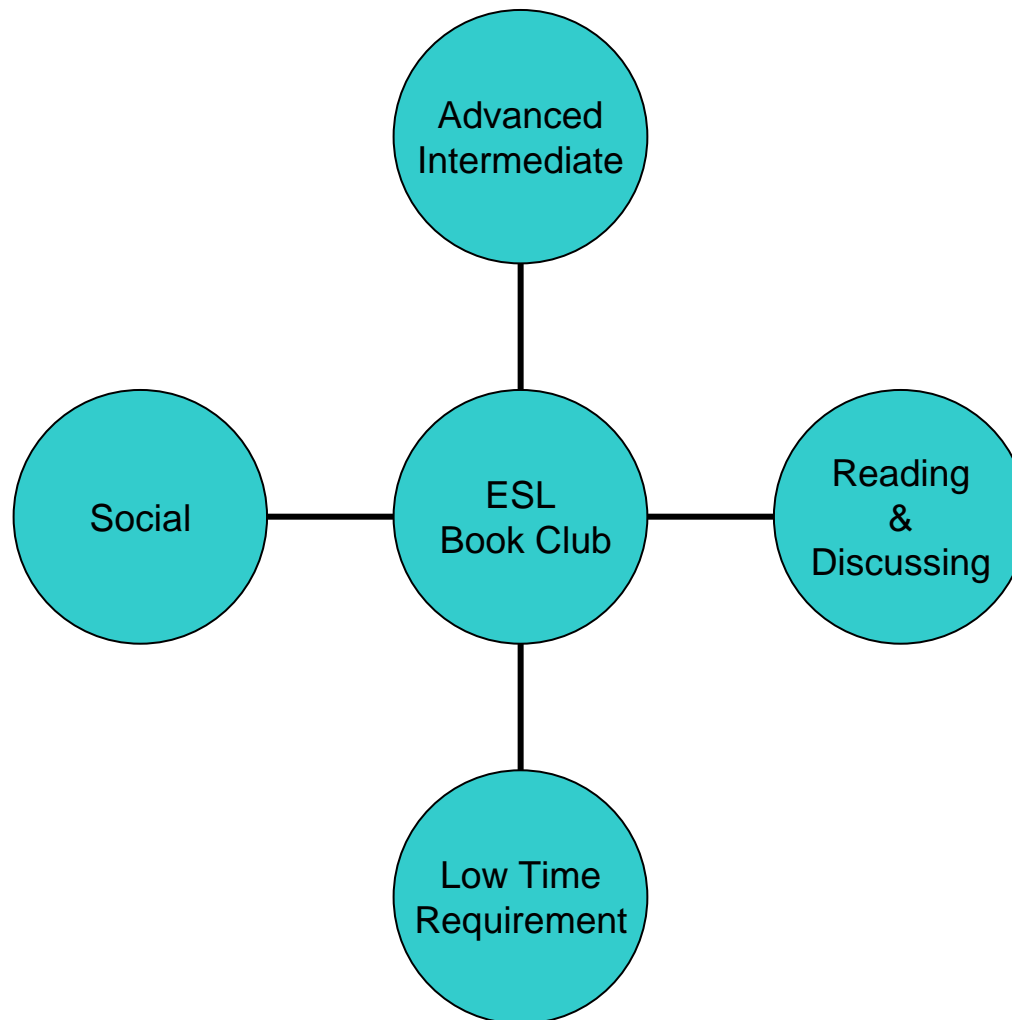 Advanced
Intermediate
Social
ESL
Book Club
Reading
&
Discussing
Low Time
Requirement